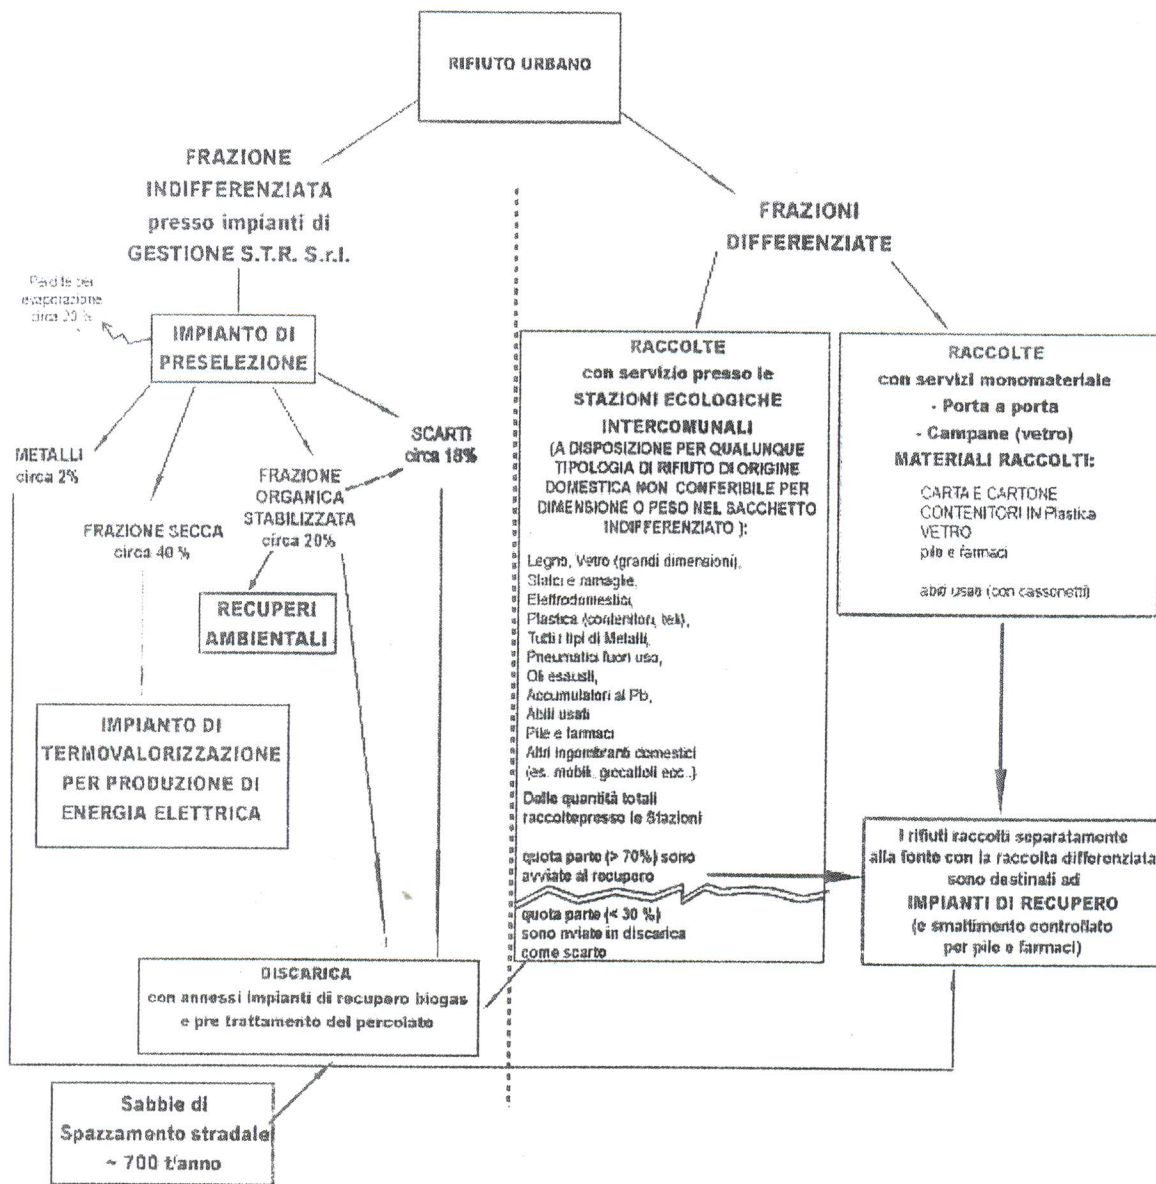 RIFIUTO URBANO
FRAZIONE
INDIFFERENZIATA
presso impianti di
GESTIONE S.T.R. S.r.l.
FRAZIONI
DIFFERENZIATE
Perdite per
evaporazione
circa 20 %
IMPIANTO DI
PRESELEZIONE
METALLI
circa 2%
FRAZIONE SECCA
circa 40 %
FRAZIONE
ORGANICA
STABILIZZATA
circa 20%
SCARTI
circa 18%
RECUPERI
AMBIENTALI
IMPIANTO DI
TERMOVALORIZZAZIONE
PER PRODUZIONE DI
ENERGIA ELETTRICA
RACCOLTE
con servizio presso le
STAZIONI ECOLOGICHE
INTERCOMUNALI
(A DISPOSIZIONE PER QUALUNQUE
TIPOLOGIA DI RIFIUTO DI ORIGINE
DOMESTICA NON CONFERIBILE PER
DIMENSIONE O PESO NEL SACCHETTO
INDIFFERENZIATO ):
Legno, Vetro (grandi dimensioni),
Sfalci e ramaglie,
Elettrodomestici,
Plastica (contenitori, teli),
Tutti i tipi di Metalli,
Pneumatici fuori uso,
Oli esausti,
Accumulatori al Pb,
Abiti usati
Pile e farmaci
Altri ingombranti domestici
(es. mobili, giocattoli ecc..)
Delle quantità totali
raccoltepresso le Stazioni
quota parte (> 70%) sono
avviate al recupero
quota parte (< 30 %)
sono inviate in discarica
come scarto
RACCOLTE
con servizi monomateriale
- Porta a porta
- Campane (vetro)
MATERIALI RACCOLTI:
CARTA E CARTONE
CONTENITORI IN Plastica
VETRO
pile e farmaci
abiti usati (con cassonetti)
I rifiuti raccolti separatamente
alla fonte con la raccolta differenziata
sono destinati ad
IMPIANTI DI RECUPERO
(e smaltimento controllato
per pile e farmaci)
DISCARICA
con annessi impianti di recupero biogas
e pre trattamento del percolato
Sabbie di
Spazzamento stradale
~ 700 t/anno